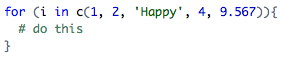 for (i in c(1, 2, 'Happy', 4, 9.567)){
  # do this
}